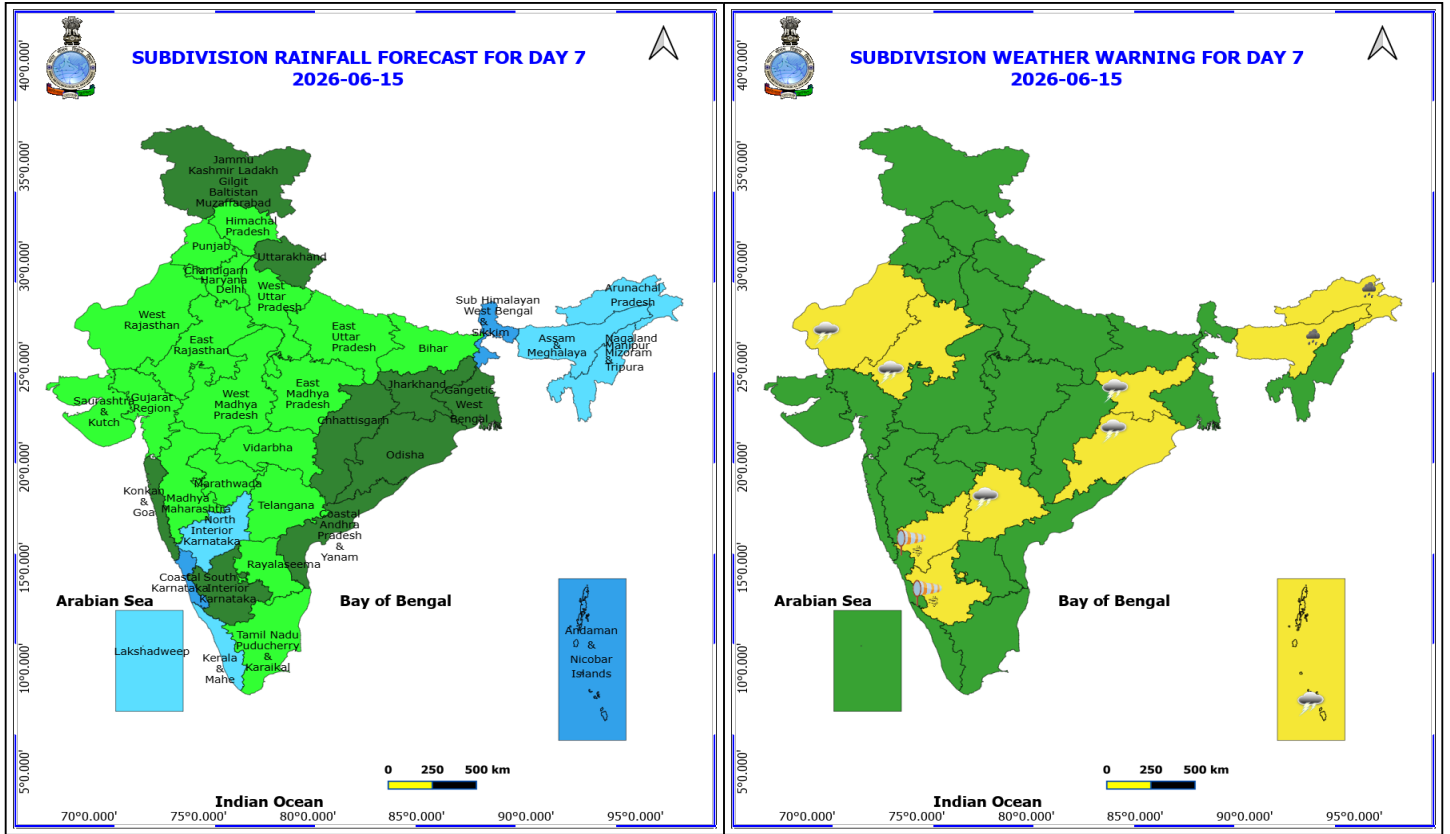 SUBDIVISION RAINFALL FORECAST FOR DAY 7
2026-06-15
40°0.000'
35°0.000'
30°0.000'
25°0.000'
20°0.000'
15°0.000'
10°0.000'
5°0.000'
Jammu
Kashmir Ladakh
Gilgit
Baltistan
Muzaffarabad
Himachal
Pradesh
Punjab
Uttarakhand
Chandigarh
Haryana
Delhi
West
Uttar
Pradesh
West
Rajasthan
East
Rajasthan
East
Uttar
Pradesh
Bihar
Sub Himalayan
West Bengal
&
Sikkim
Arunachal
Pradesh
Assam
&
Meghalaya
Nagaland
Manipur
Mizoram
&
Tripura
Saurashtra
&
Kutch
Gujarat
Region
West
Madhya
Pradesh
East
Madhya
Pradesh
Jharkhand
Gangetic
West
Bengal
Chhattisgarh
Odisha
Vidarbha
Konkan
&
Goa
Madhya
Maharashtra
Marathwada
Telangana
North
Interior
Karnataka
Coastal
Andhra
Pradesh
&
Yanam
Rayalaseema
Coastal
Karnataka
South
Interior
Karnataka
Arabian Sea
Bay of Bengal
Lakshadweep
Kerala
&
Mahe
Tamil Nadu
Puducherry
&
Karaikal
Andaman
&
Nicobar
Islands
0 250 500 km
Indian Ocean
70°0.000' 75°0.000' 80°0.000' 85°0.000' 90°0.000' 95°0.000'
SUBDIVISION WEATHER WARNING FOR DAY 7
2026-06-15
40°0.000'
35°0.000'
30°0.000'
25°0.000'
20°0.000'
15°0.000'
10°0.000'
5°0.000'
Arabian Sea
Bay of Bengal
0 250 500 km
Indian Ocean
70°0.000' 75°0.000' 80°0.000' 85°0.000' 90°0.000' 95°0.000'